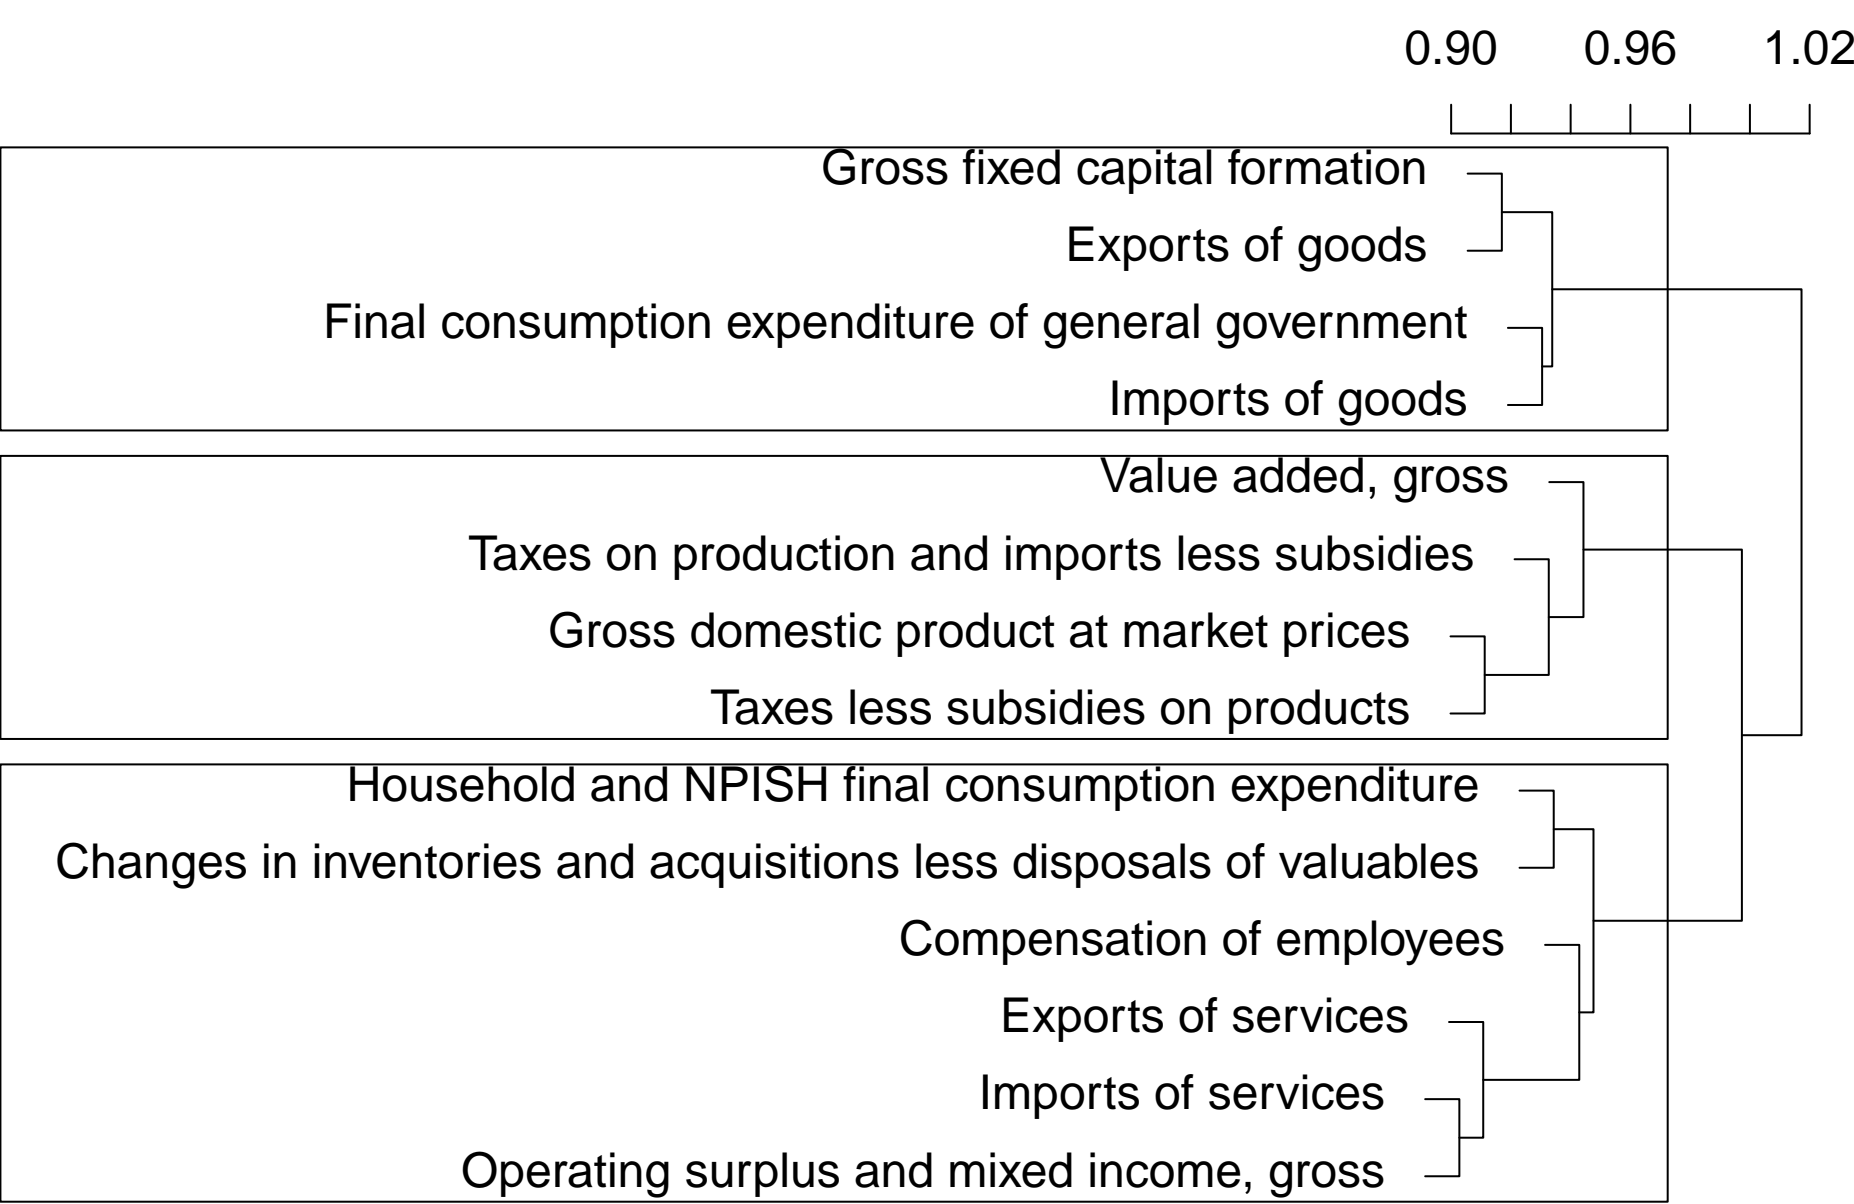 0.90 0.96 1.02
Gross fixed capital formation
Exports of goods
Final consumption expenditure of general government
Imports of goods
Value added, gross
Taxes on production and imports less subsidies
Gross domestic product at market prices
Taxes less subsidies on products
Household and NPISH final consumption expenditure
Changes in inventories and acquisitions less disposals of valuables
Compensation of employees
Exports of services
Imports of services
Operating surplus and mixed income, gross